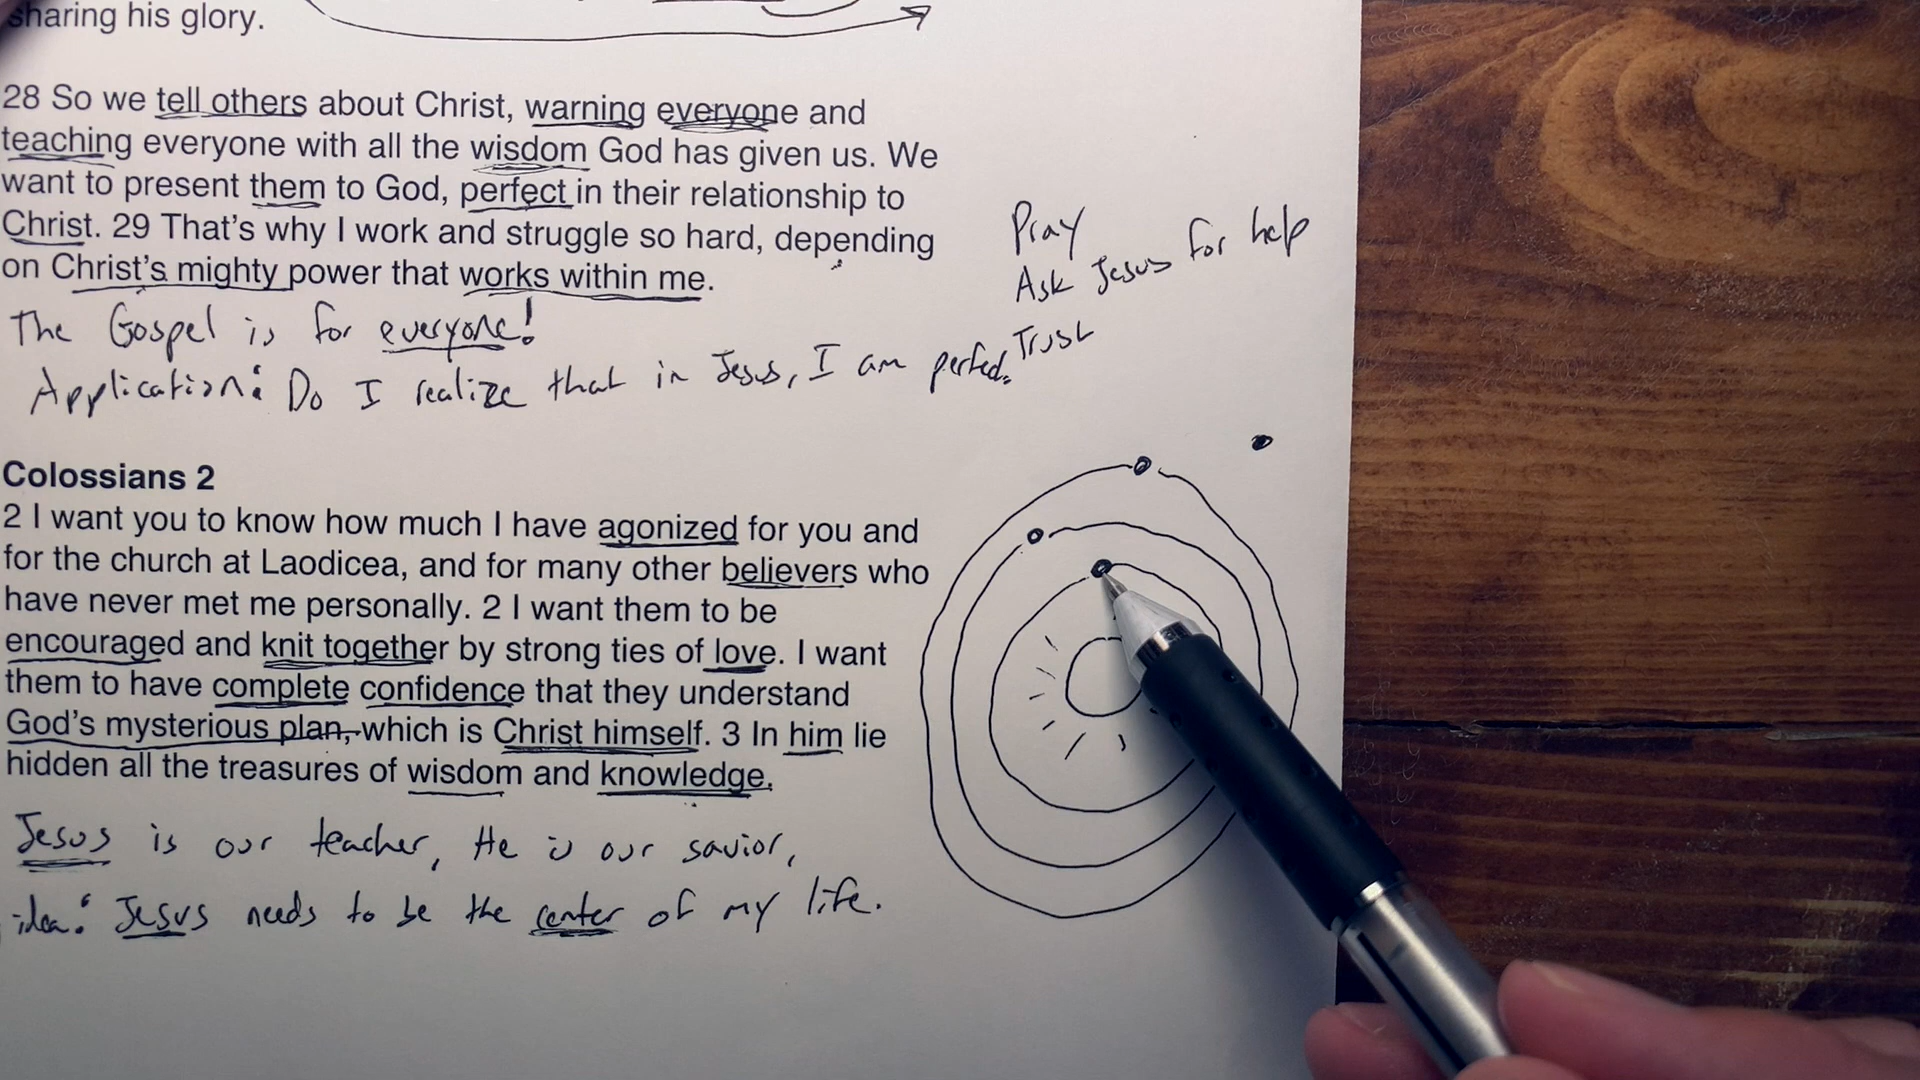 sharing his glory.
28 So we tell others about Christ, warning everyone and
teaching everyone with all the wisdom God has given us. We
want to present them to God, perfect in their relationship to
Christ. 29 That's why I work and struggle so hard, depending
on Christ's mighty power that works within me.
Pray
Ask Jesus for help
Trust
The Gospel is for everyone!
Application: Do I realize that in Jesus, I am perfect.
Colossians 2
2 I want you to know how much I have agonized for you and
for the church at Laodicea, and for many other believers who
have never met me personally. 2 I want them to be
encouraged and knit together by strong ties of love. I want
them to have complete confidence that they understand
God's mysterious plan, which is Christ himself. 3 In him lie
hidden all the treasures of wisdom and knowledge.
Jesus is our teacher, He is our savior,
idea: Jesus needs to be the center of my life.